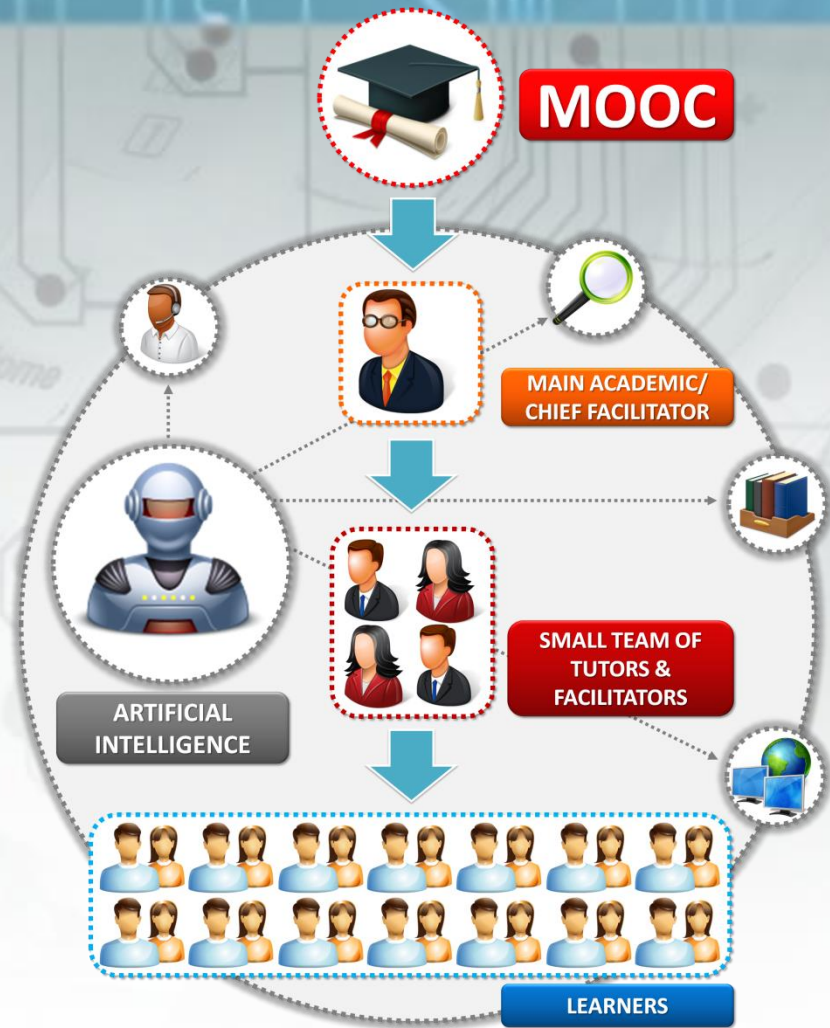 MOOC
MAIN ACADEMIC/
CHIEF FACILITATOR
SMALL TEAM OF
TUTORS &
FACILITATORS
ARTIFICIAL
INTELLIGENCE
LEARNERS